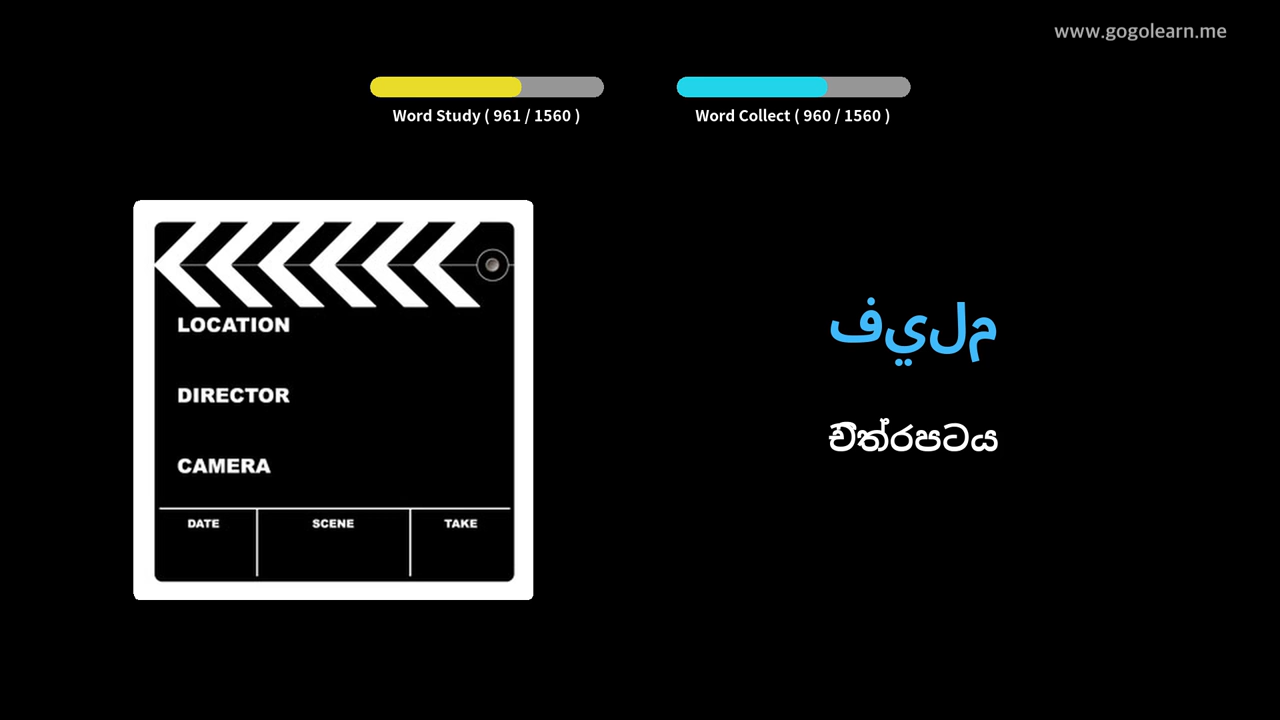 www.gogolearn.me
Word Study ( 961 / 1560 )
Word Collect ( 960 / 1560 )
LOCATION
DIRECTOR
CAMERA
DATE SCENE TAKE
فيلم
චිත්රපටය